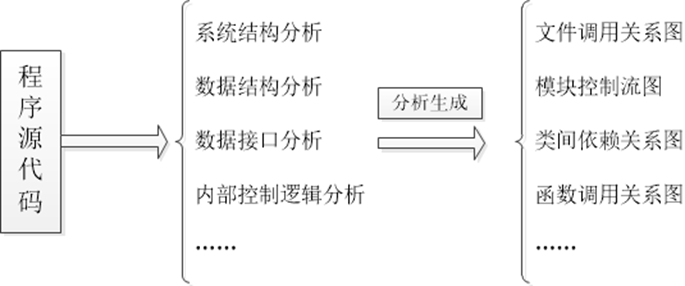 程序源代码
系统结构分析
数据结构分析
数据接口分析
内部控制逻辑分析
……
分析生成
文件调用关系图
模块控制流图
类间依赖关系图
函数调用关系图
……